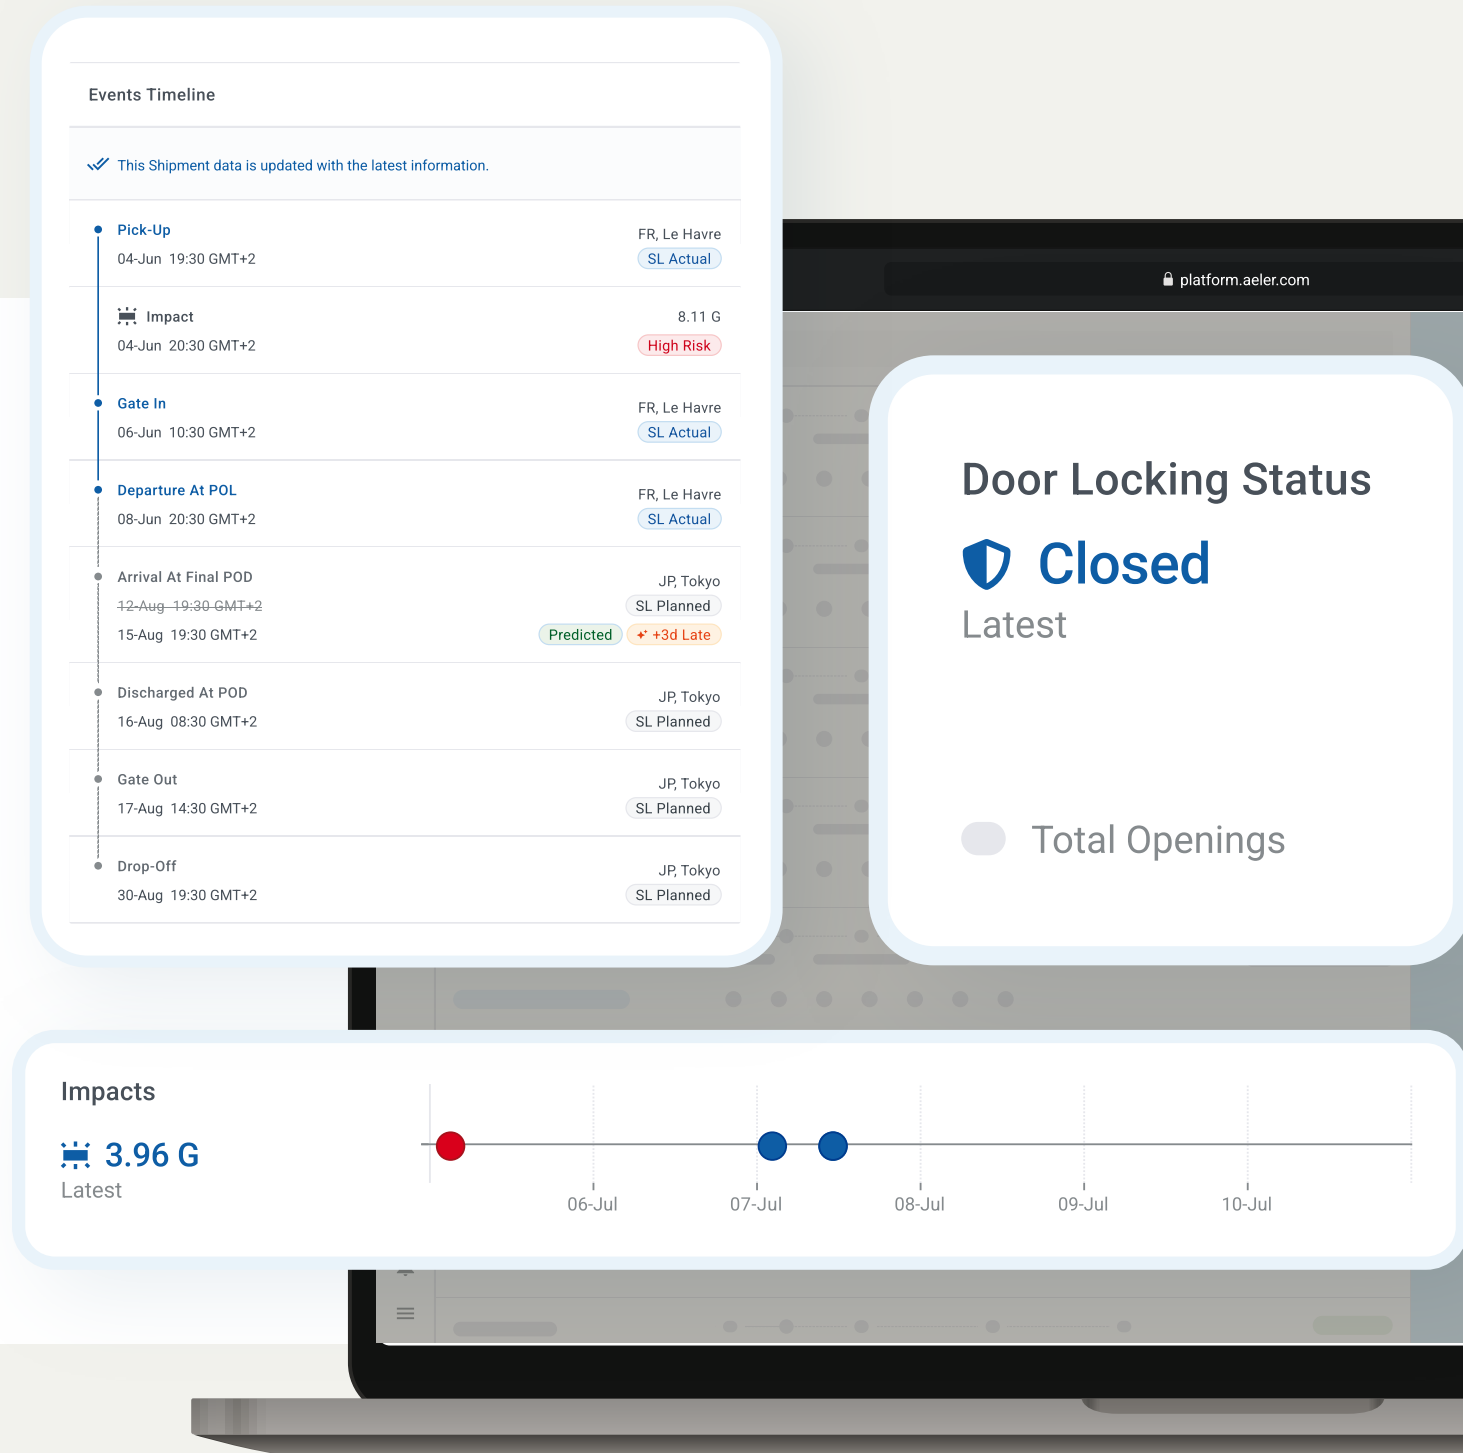 Events Timeline
This Shipment data is updated with the latest information.
Pick-Up
FR, Le Havre
04-Jun 19:30 GMT+2
SL Actual
Impact
8.11 G
04-Jun 20:30 GMT+2
High Risk
Gate In
FR, Le Havre
06-Jun 10:30 GMT+2
SL Actual
Departure At POL
FR, Le Havre
08-Jun 20:30 GMT+2
SL Actual
Arrival At Final POD
JP, Tokyo
12-Aug 19:30 GMT+2
SL Planned
15-Aug 19:30 GMT+2
Predicted
+3d Late
Discharged At POD
JP, Tokyo
16-Aug 08:30 GMT+2
SL Planned
Gate Out
JP, Tokyo
17-Aug 14:30 GMT+2
SL Planned
Drop-Off
JP, Tokyo
30-Aug 19:30 GMT+2
SL Planned
platform.aeler.com
Door Locking Status
Closed
Latest
Total Openings
Impacts
3.96 G
Latest
06-Jul
07-Jul
08-Jul
09-Jul
10-Jul